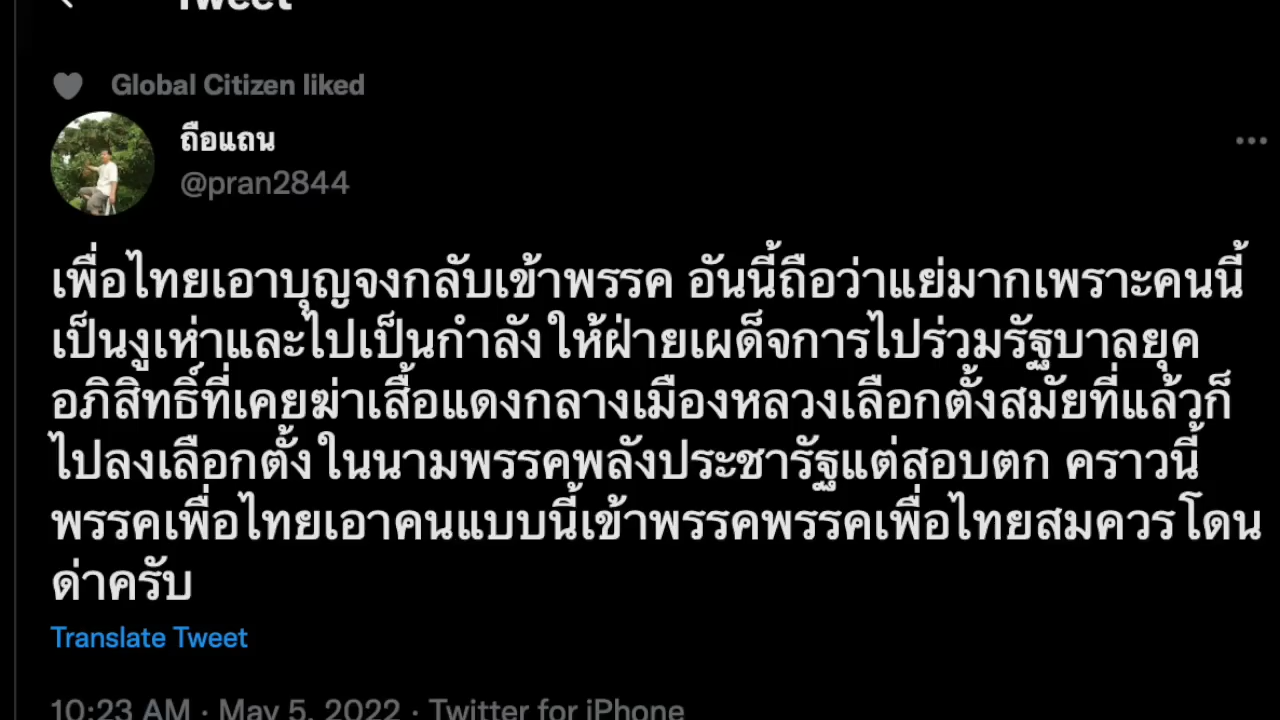 Tweet
Global Citizen liked
ถือแถน
@pran2844
เพื่อไทยเอาบุญจงกลับเข้าพรรค อันนี้ถือว่าแย่มากเพราะคนนี้
เป็นงูเห่าและไปเป็นกำลังให้ฝ่ายเผด็จการไปร่วมรัฐบาลยุค
อภิสิทธิ์ที่เคยฆ่าเสื้อแดงกลางเมืองหลวงเลือกตั้งสมัยที่แล้วก็
ไปลงเลือกตั้งในนามพรรคพลังประชารัฐแต่สอบตก คราวนี้
พรรคเพื่อไทยเอาคนแบบนี้เข้าพรรคพรรคเพื่อไทยสมควรโดน
ด่าครับ
Translate Tweet
10:23 AM · May 5, 2022 · Twitter for iPhone